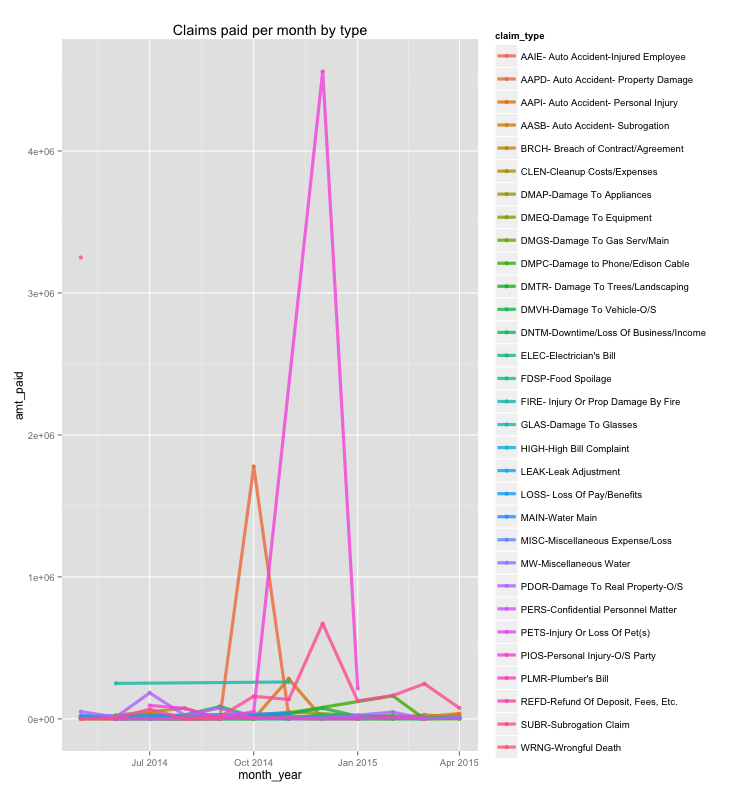 Claims paid per month by type
amt_paid
4e+06
3e+06
2e+06
1e+06
0e+00
Jul 2014
Oct 2014
Jan 2015
Apr 2015
month_year
claim_type
AAIE- Auto Accident-Injured Employee
AAPD- Auto Accident- Property Damage
AAPI- Auto Accident- Personal Injury
AASB- Auto Accident- Subrogation
BRCH- Breach of Contract/Agreement
CLEN-Cleanup Costs/Expenses
DMAP-Damage To Appliances
DMEQ-Damage To Equipment
DMGS-Damage To Gas Serv/Main
DMPC-Damage to Phone/Edison Cable
DMTR- Damage To Trees/Landscaping
DMVH-Damage To Vehicle-O/S
DNTM-Downtime/Loss Of Business/Income
ELEC-Electrician's Bill
FDSP-Food Spoilage
FIRE- Injury Or Prop Damage By Fire
GLAS-Damage To Glasses
HIGH-High Bill Complaint
LEAK-Leak Adjustment
LOSS- Loss Of Pay/Benefits
MAIN-Water Main
MISC-Miscellaneous Expense/Loss
MW-Miscellaneous Water
PDOR-Damage To Real Property-O/S
PERS-Confidential Personnel Matter
PETS-Injury Or Loss Of Pet(s)
PIOS-Personal Injury-O/S Party
PLMR-Plumber's Bill
REFD-Refund Of Deposit, Fees, Etc.
SUBR-Subrogation Claim
WRNG-Wrongful Death